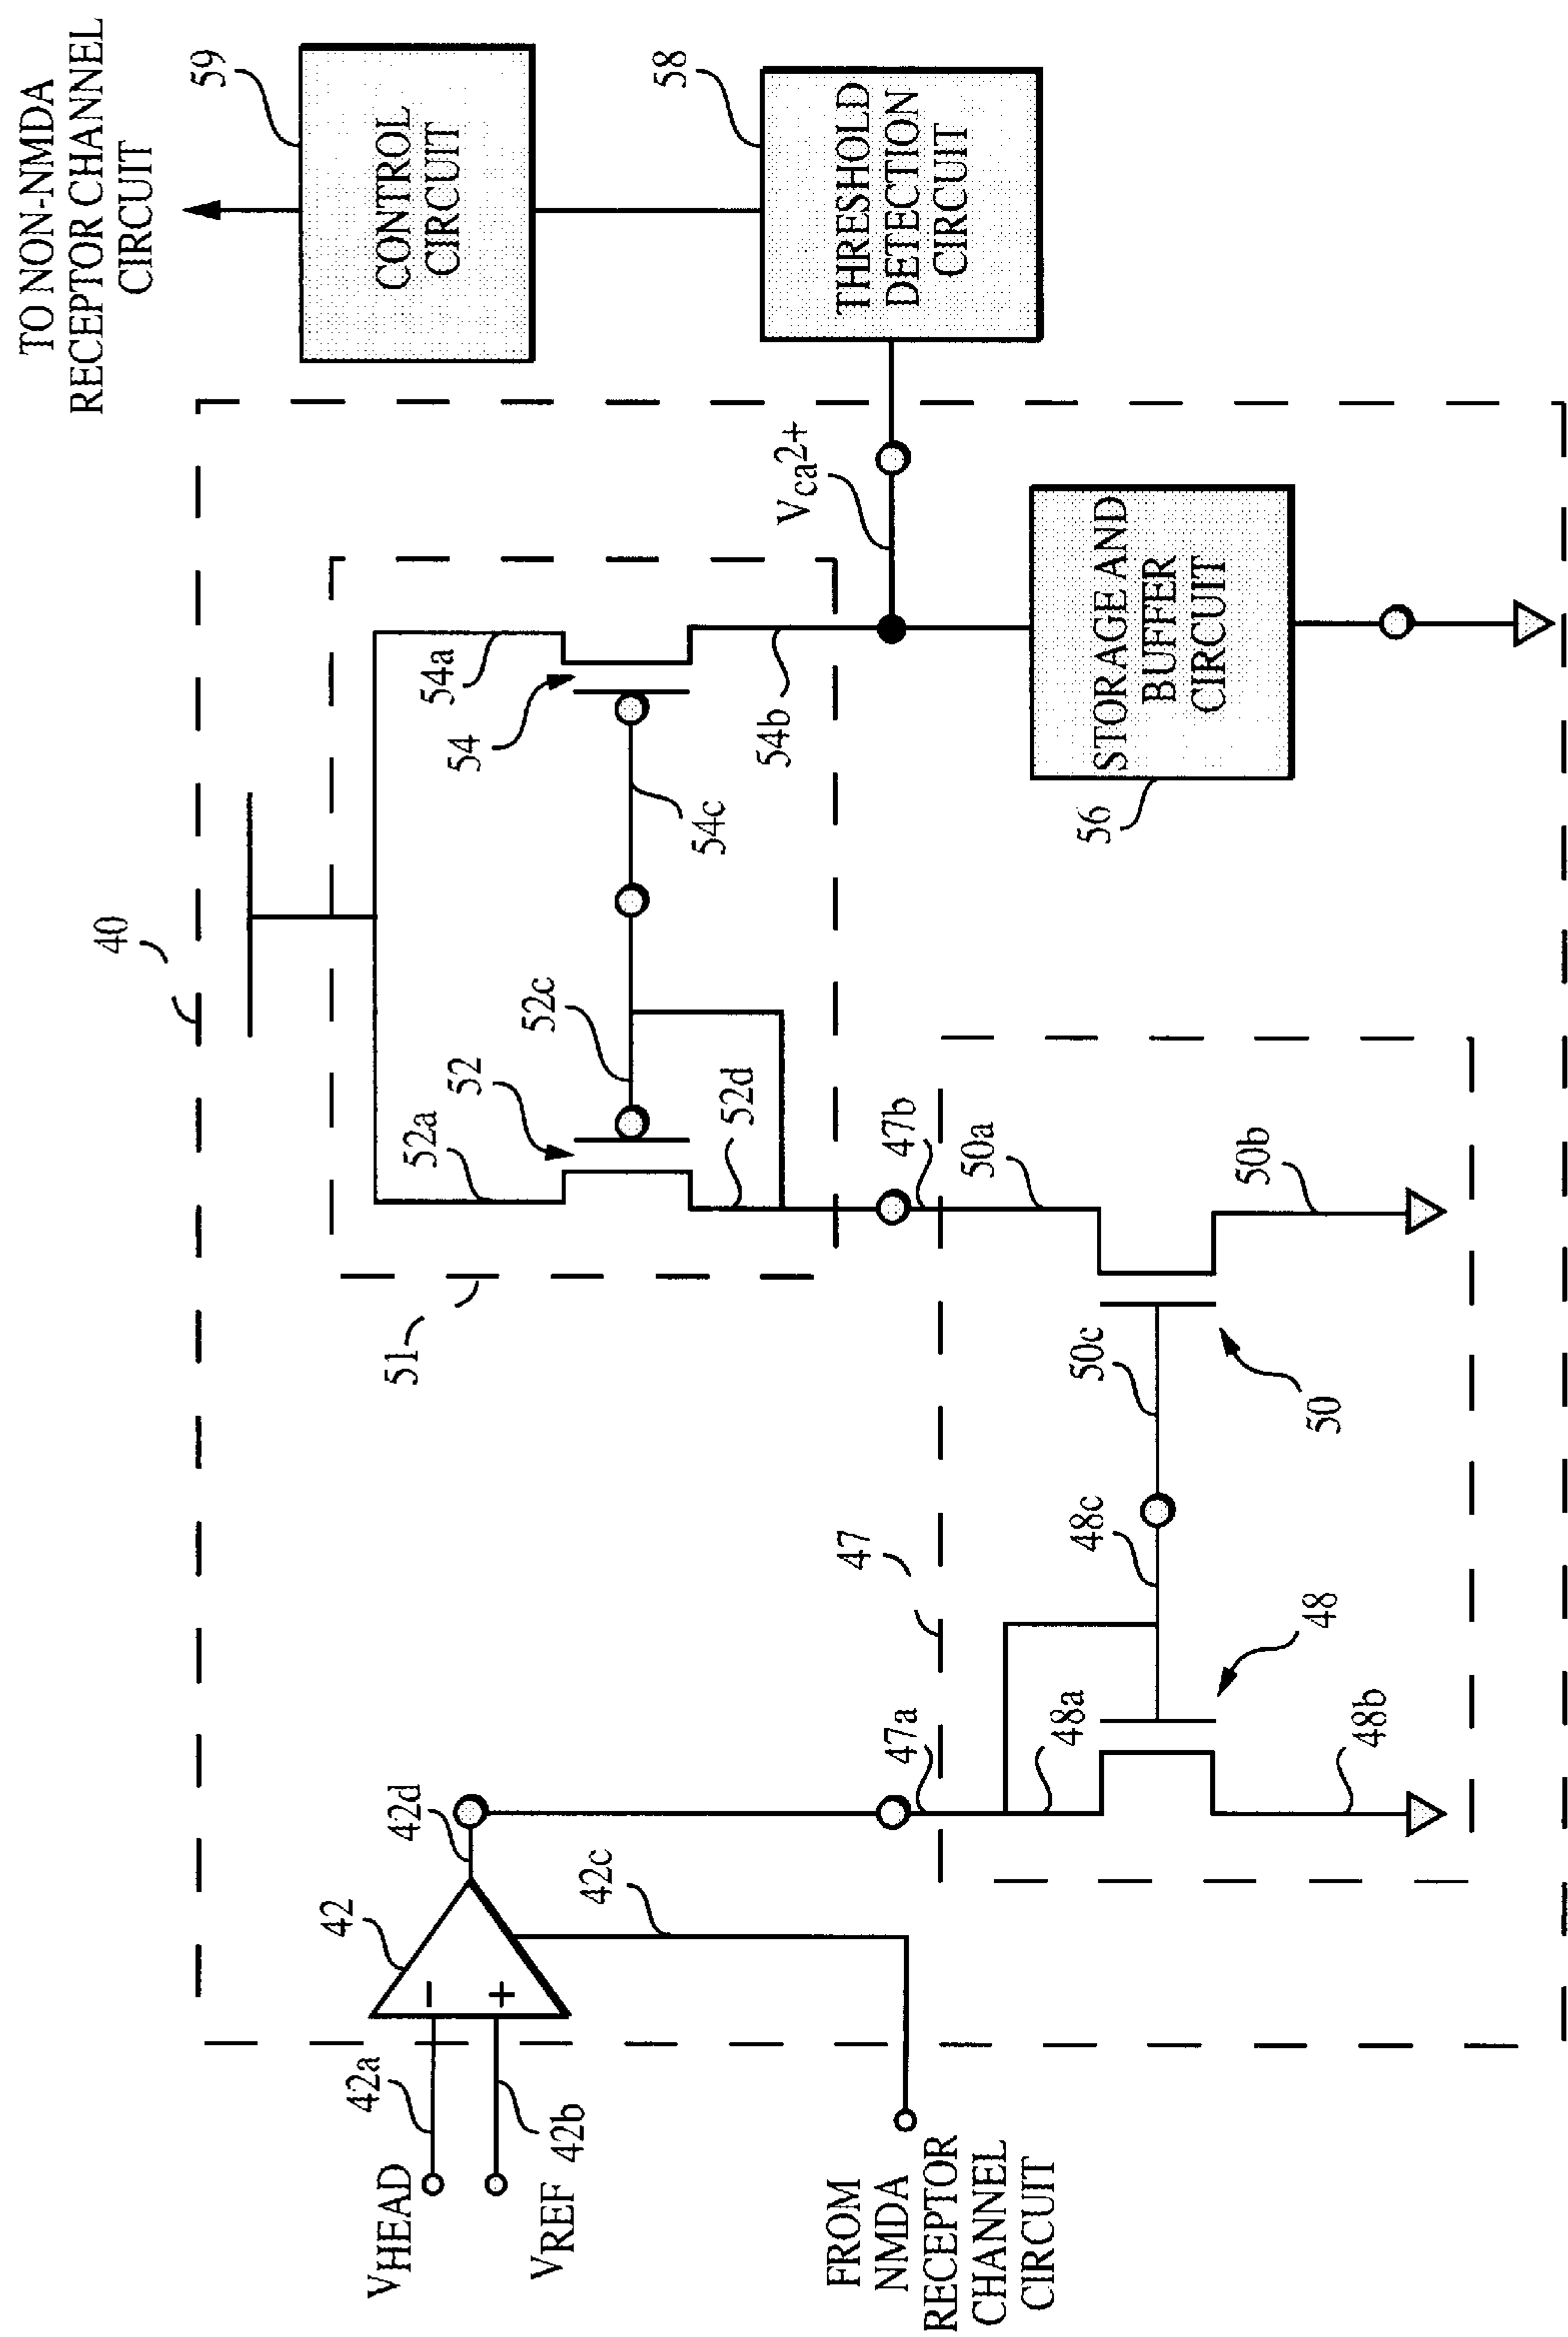 TO NON-NMDA
RECEPTOR CHANNEL
CIRCUIT
59
CONTROL
CIRCUIT
58
THRESHOLD
DETECTION
CIRCUIT
40
51
52a
52
52c
52d
54a
54
54c
54b
Vca2+
STORAGE AND
BUFFER
CIRCUIT
56
VHEAD
VREF
42a
42b
42
−
+
42d
42c
FROM
NMDA
RECEPTOR
CHANNEL
CIRCUIT
47
47a
47b
48a
48c
48
48b
50a
50c
50
50b